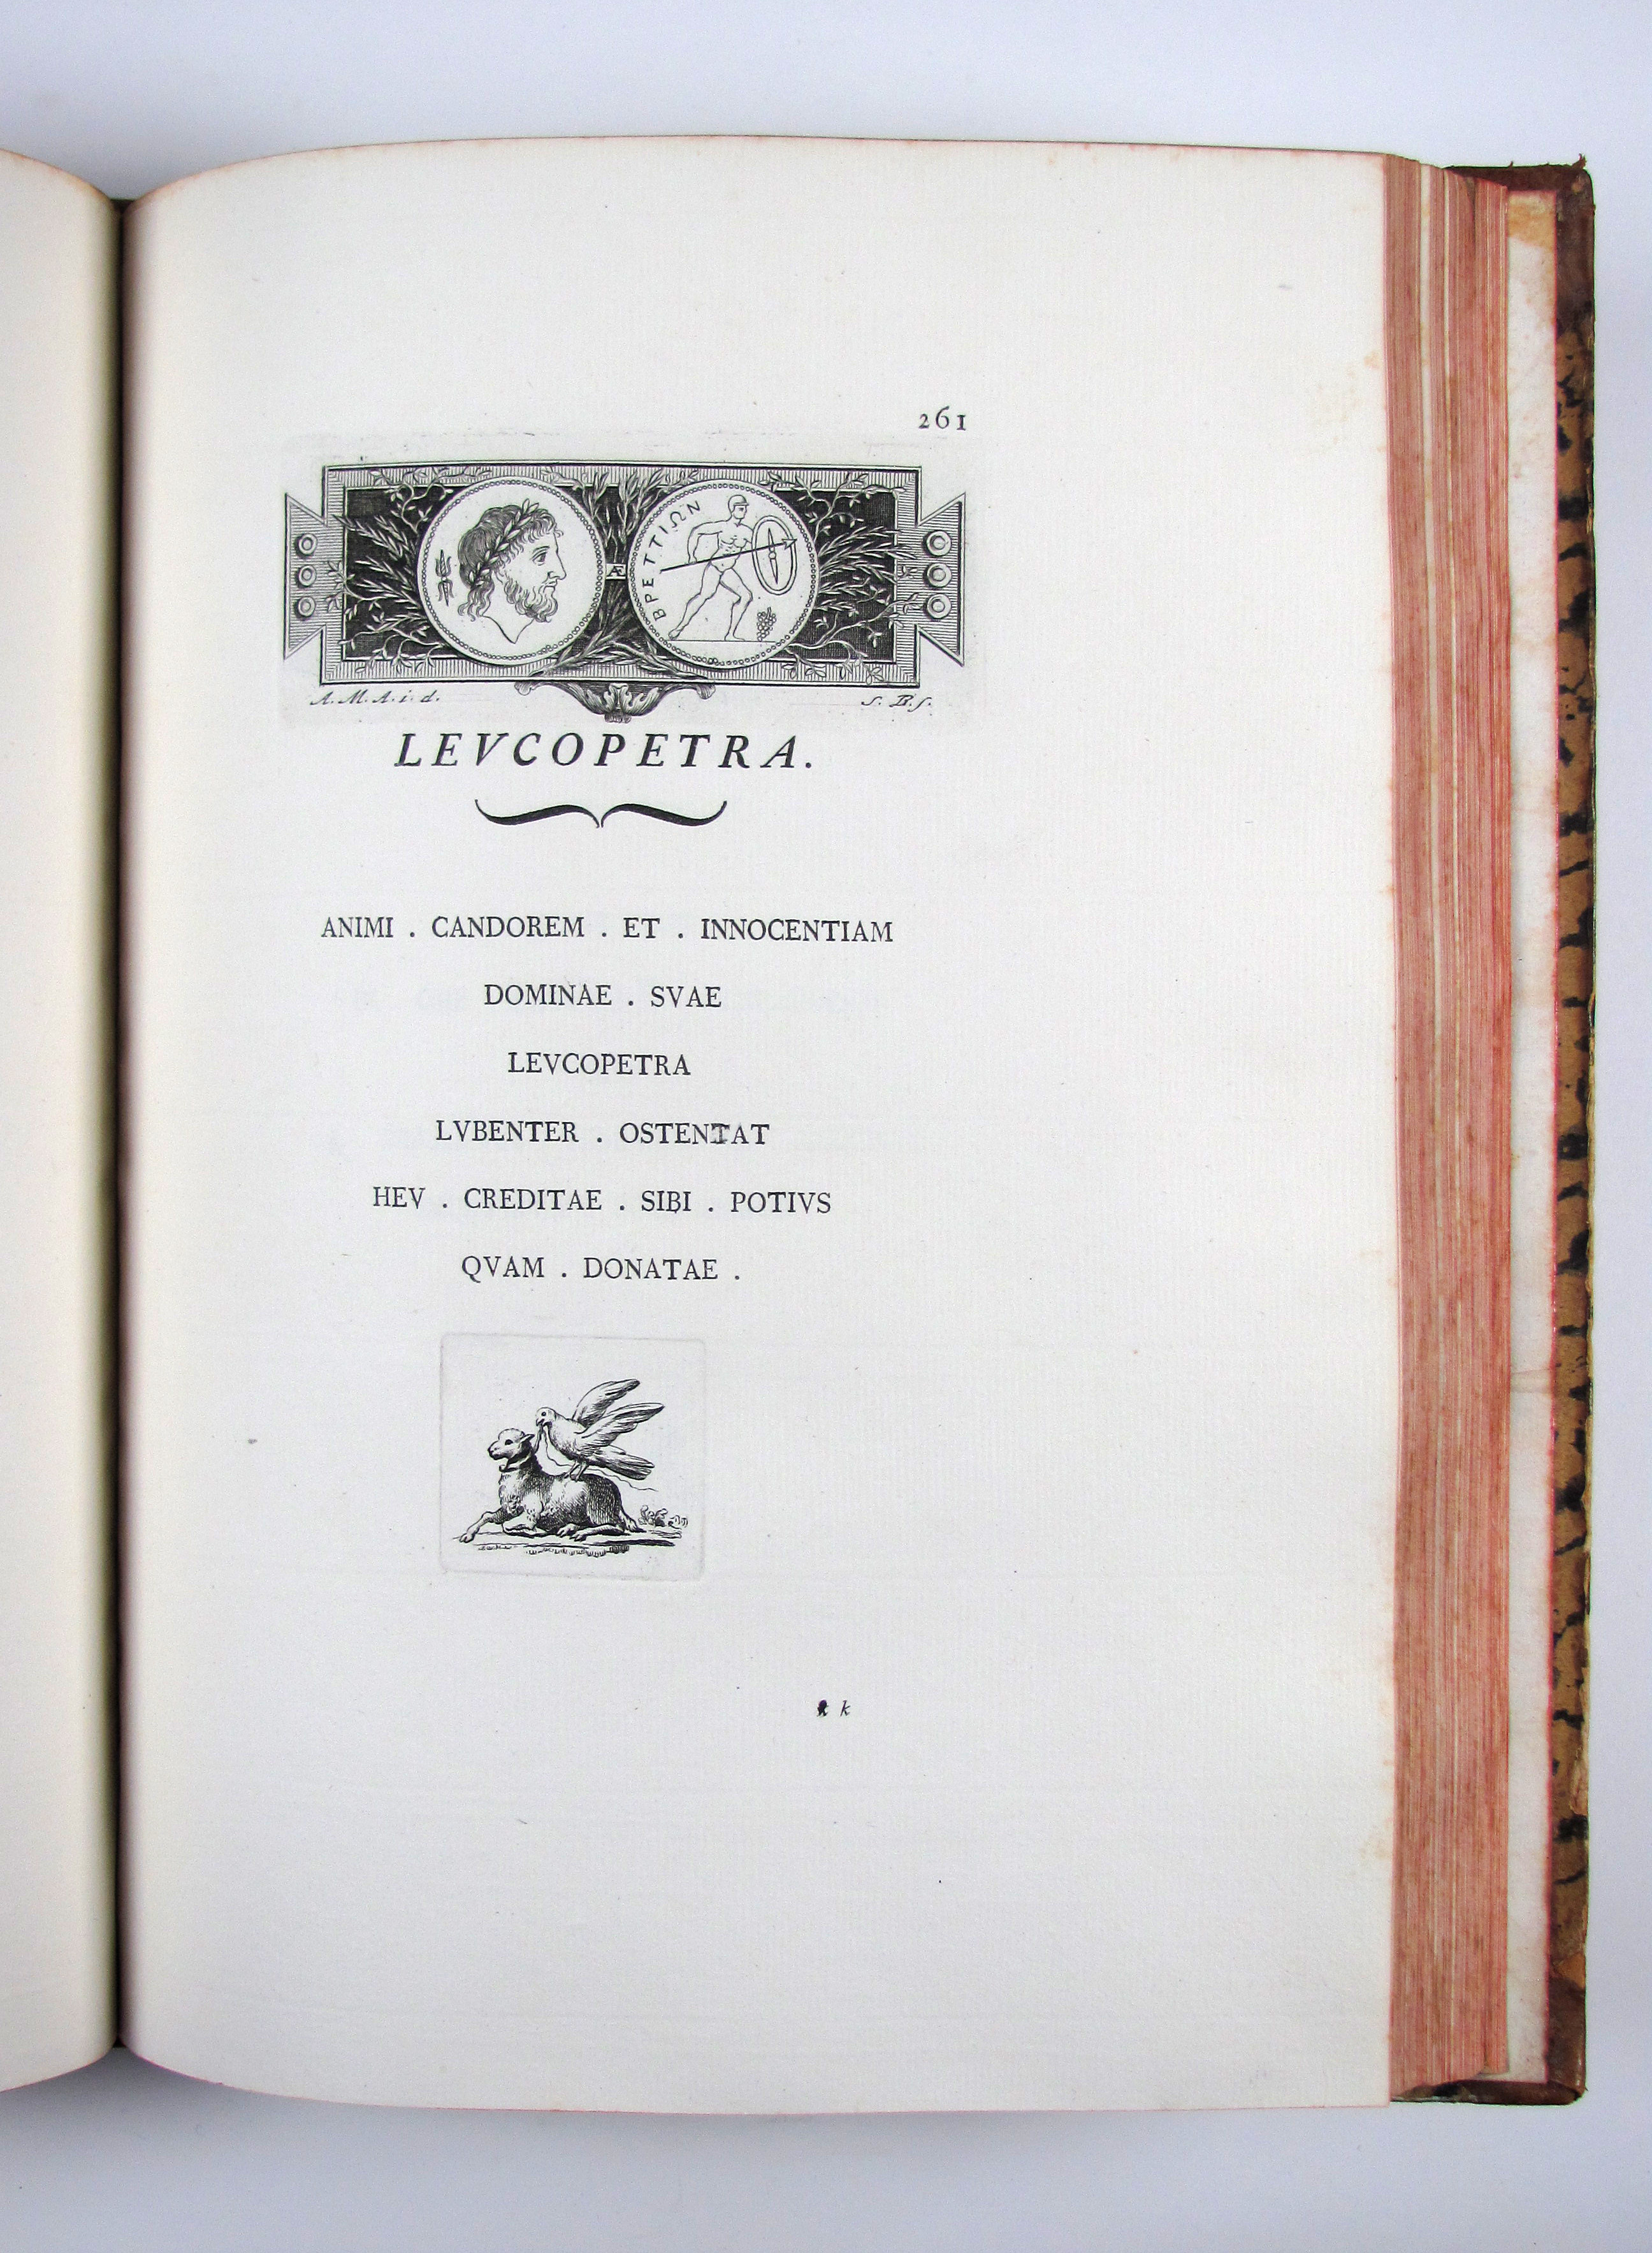 261
ΒΡΕΤΤΙΩΝ
Æ
A. M. A. i. d.
S. B. s.
LEVCOPETRA.
ANIMI . CANDOREM . ET . INNOCENTIAM
DOMINAE . SVAE
LEVCOPETRA
LVBENTER . OSTENTAT
HEV . CREDITAE . SIBI . POTIVS
QVAM . DONATAE .
k k